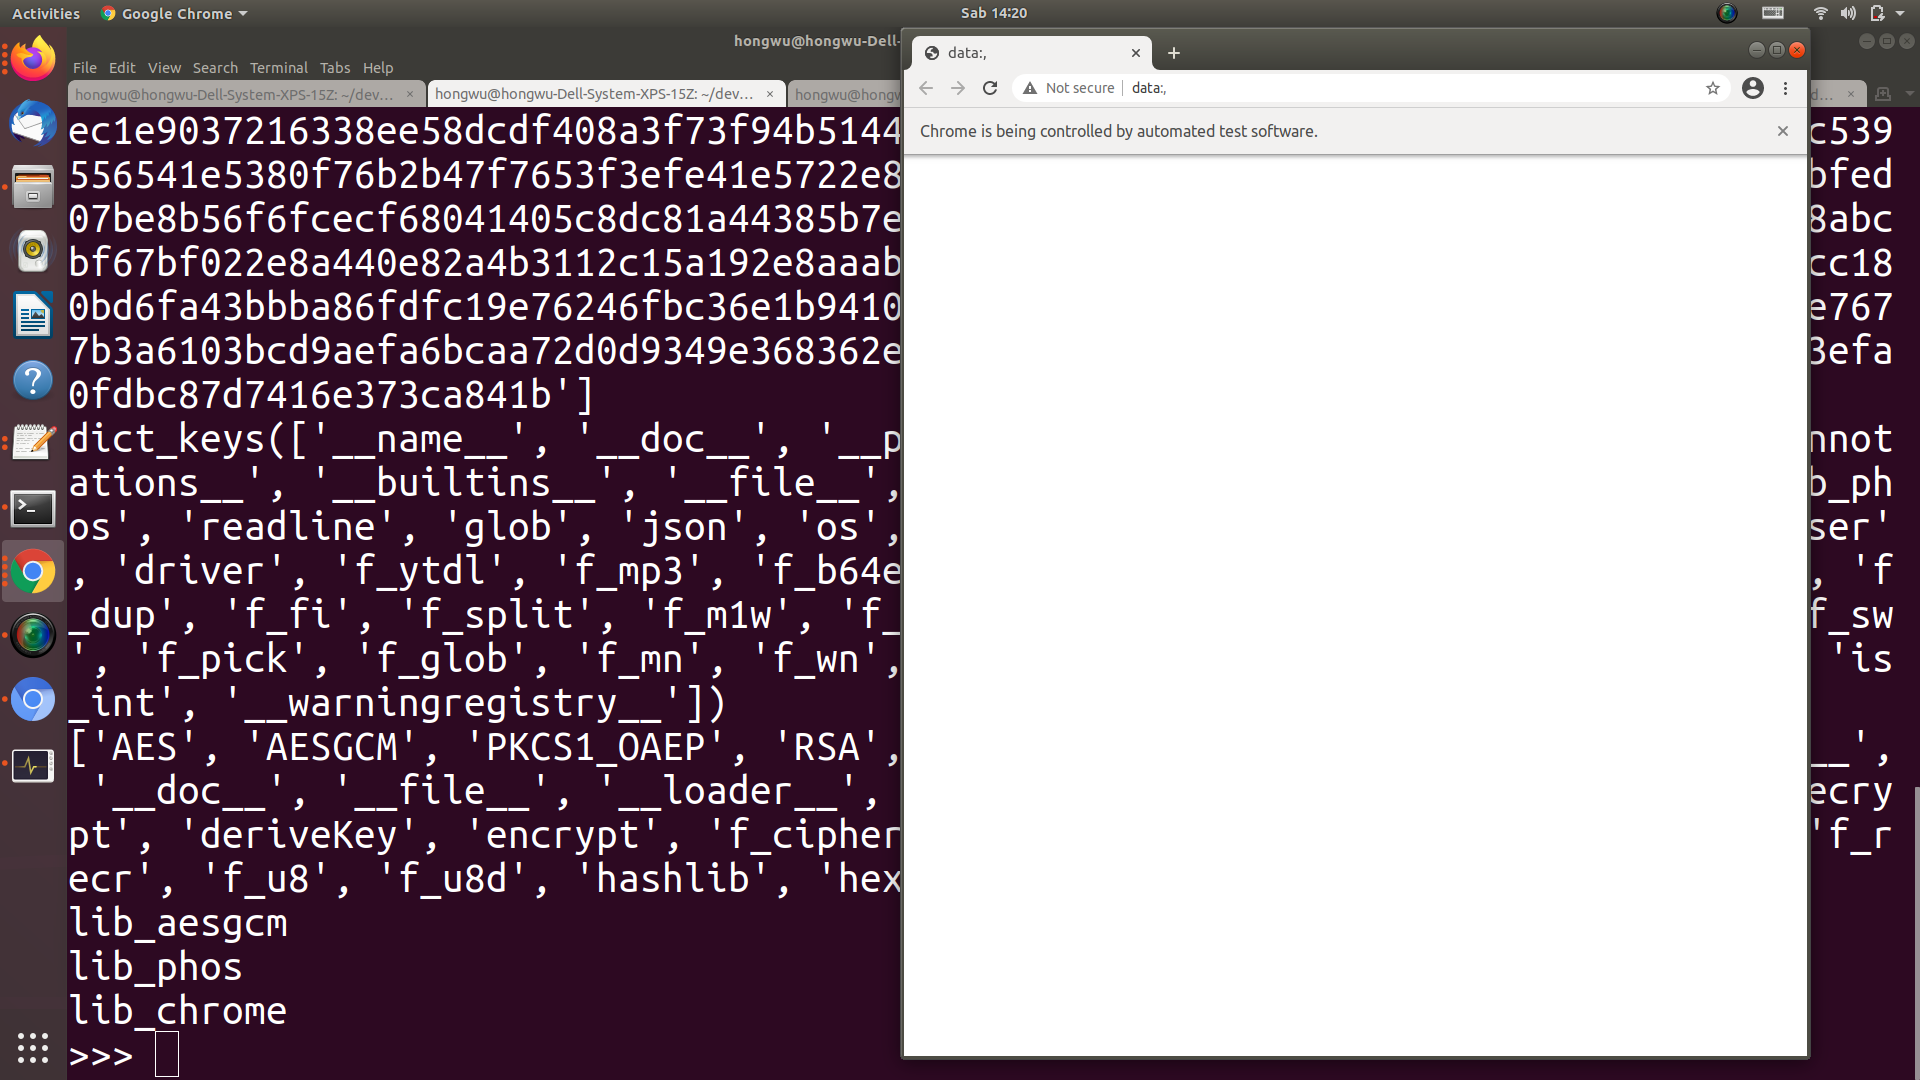 Activities
Google Chrome
Sab 14:20
hongwu@hongwu-Dell-
File Edit View Search Terminal Tabs Help
hongwu@hongwu-Dell-System-XPS-15Z: ~/dev...
hongwu@hongwu-Dell-System-XPS-15Z: ~/dev...
hongwu@hongw
d...
ec1e9037216338ee58dcdf408a3f73f94b5144 c539
556541e5380f76b2b47f7653f3efe41e5722e8 bfed
07be8b56f6fcecf68041405c8dc81a44385b7e 8abc
bf67bf022e8a440e82a4b3112c15a192e8aaab cc18
0bd6fa43bbba86fdfc19e76246fbc36e1b9410 e767
7b3a6103bcd9aefa6bcaa72d0d9349e368362e 3efa
0fdbc87d7416e373ca841b']
dict_keys(['__name__', '__doc__', '__p nnot
ations__', '__builtins__', '__file__', b_ph
os', 'readline', 'glob', 'json', 'os', ser'
, 'driver', 'f_ytdl', 'f_mp3', 'f_b64e , 'f
_dup', 'f_fi', 'f_split', 'f_m1w', 'f_ f_sw
', 'f_pick', 'f_glob', 'f_mn', 'f_wn', 'is
_int', '__warningregistry__'])
['AES', 'AESGCM', 'PKCS1_OAEP', 'RSA', __',
'__doc__', '__file__', '__loader__', ecry
pt', 'deriveKey', 'encrypt', 'f_cipher 'f_r
ecr', 'f_u8', 'f_u8d', 'hashlib', 'hex
lib_aesgcm
lib_phos
lib_chrome
>>>
data:,
Not secure data:,
Chrome is being controlled by automated test software.